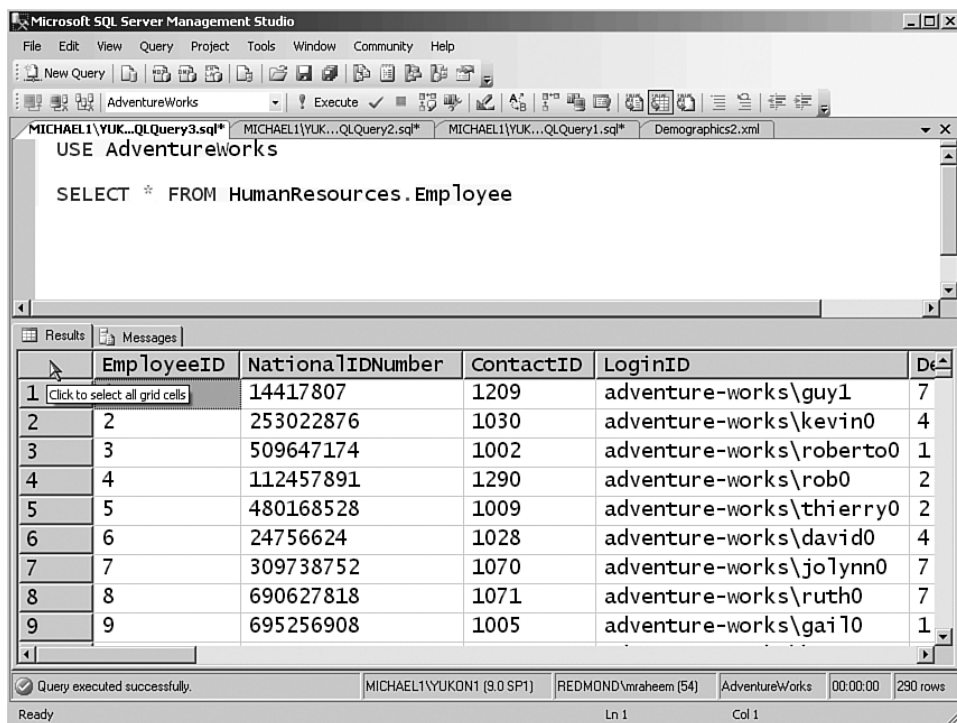 Microsoft SQL Server Management Studio
File Edit View Query Project Tools Window Community Help
New Query
AdventureWorks Execute
MICHAEL1\YUK...QLQuery3.sql* MICHAEL1\YUK...QLQuery2.sql* MICHAEL1\YUK...QLQuery1.sql* Demographics2.xml
USE AdventureWorks
SELECT * FROM HumanResources.Employee
Results Messages
EmployeeID NationalIDNumber ContactID LoginID
1 14417807 1209 adventure-works\guy1 7
Click to select all grid cells
2 2 253022876 1030 adventure-works\kevin0 4
3 3 509647174 1002 adventure-works\roberto0 1
4 4 112457891 1290 adventure-works\rob0 2
5 5 480168528 1009 adventure-works\thierry0 2
6 6 24756624 1028 adventure-works\david0 4
7 7 309738752 1070 adventure-works\jolynn0 7
8 8 690627818 1071 adventure-works\ruth0 7
9 9 695256908 1005 adventure-works\gail0 1
Query executed successfully. MICHAEL1\YUKON1 (9.0 SP1) REDMOND\mraheem (54) AdventureWorks 00:00:00 290 rows
Ready Ln 1 Col 1